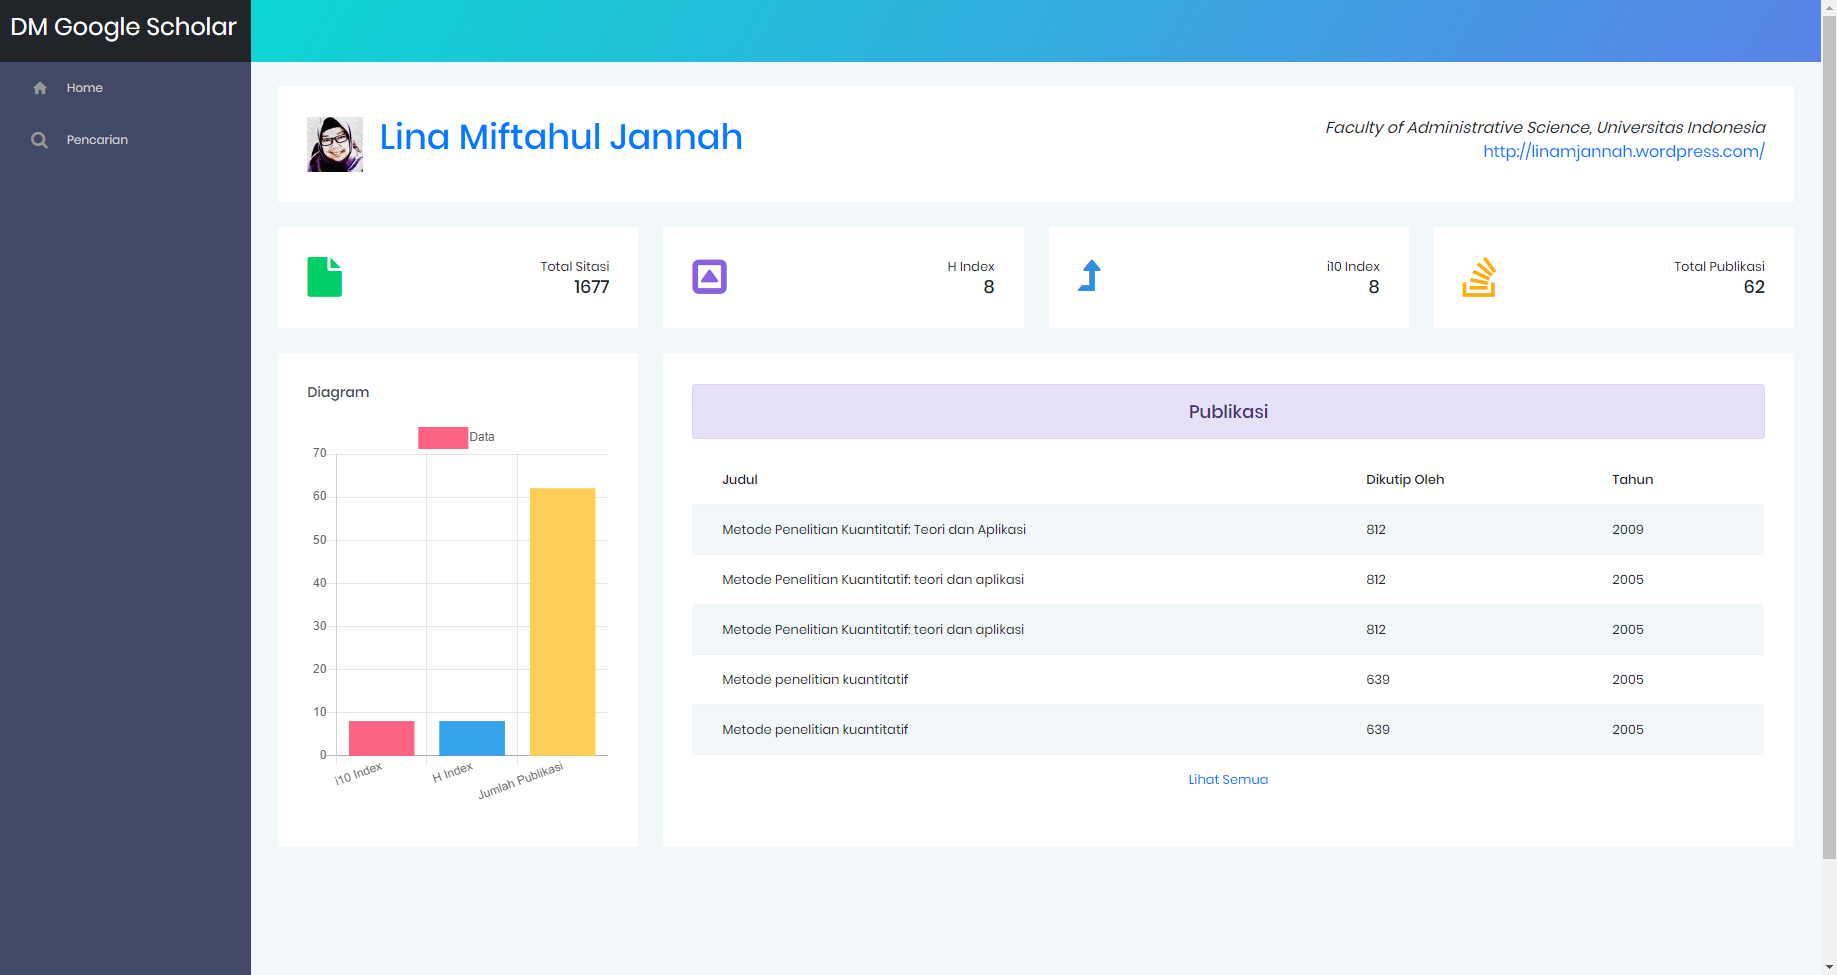 DM Google Scholar
Home
Pencarian
Lina Miftahul Jannah
Faculty of Administrative Science, Universitas Indonesia
http://linamjannah.wordpress.com/
Total Sitasi
1677
H Index
8
i10 Index
8
Total Publikasi
62
Diagram
Data
70
60
50
40
30
20
10
0
i10 Index
H Index
Jumlah Publikasi
Publikasi
Judul Dikutip Oleh Tahun
Metode Penelitian Kuantitatif: Teori dan Aplikasi 812 2009
Metode Penelitian Kuantitatif: teori dan aplikasi 812 2005
Metode Penelitian Kuantitatif: teori dan aplikasi 812 2005
Metode penelitian kuantitatif 639 2005
Metode penelitian kuantitatif 639 2005
Lihat Semua